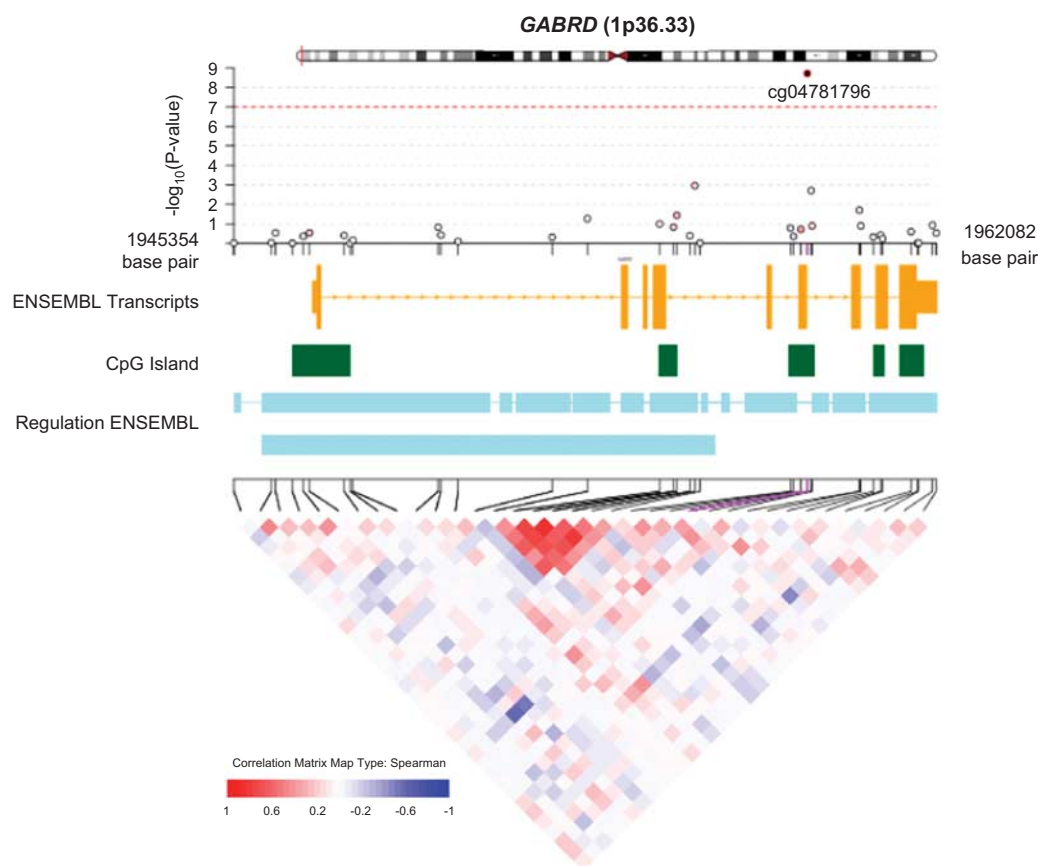 GABRD (1p36.33)
9
8
7
6
5
4
3
2
1
-log10(P-value)
cg04781796
1945354
base pair
1962082
base pair
ENSEMBL Transcripts
CpG Island
Regulation ENSEMBL
Correlation Matrix Map Type: Spearman
1 0.6 0.2 -0.2 -0.6 -1